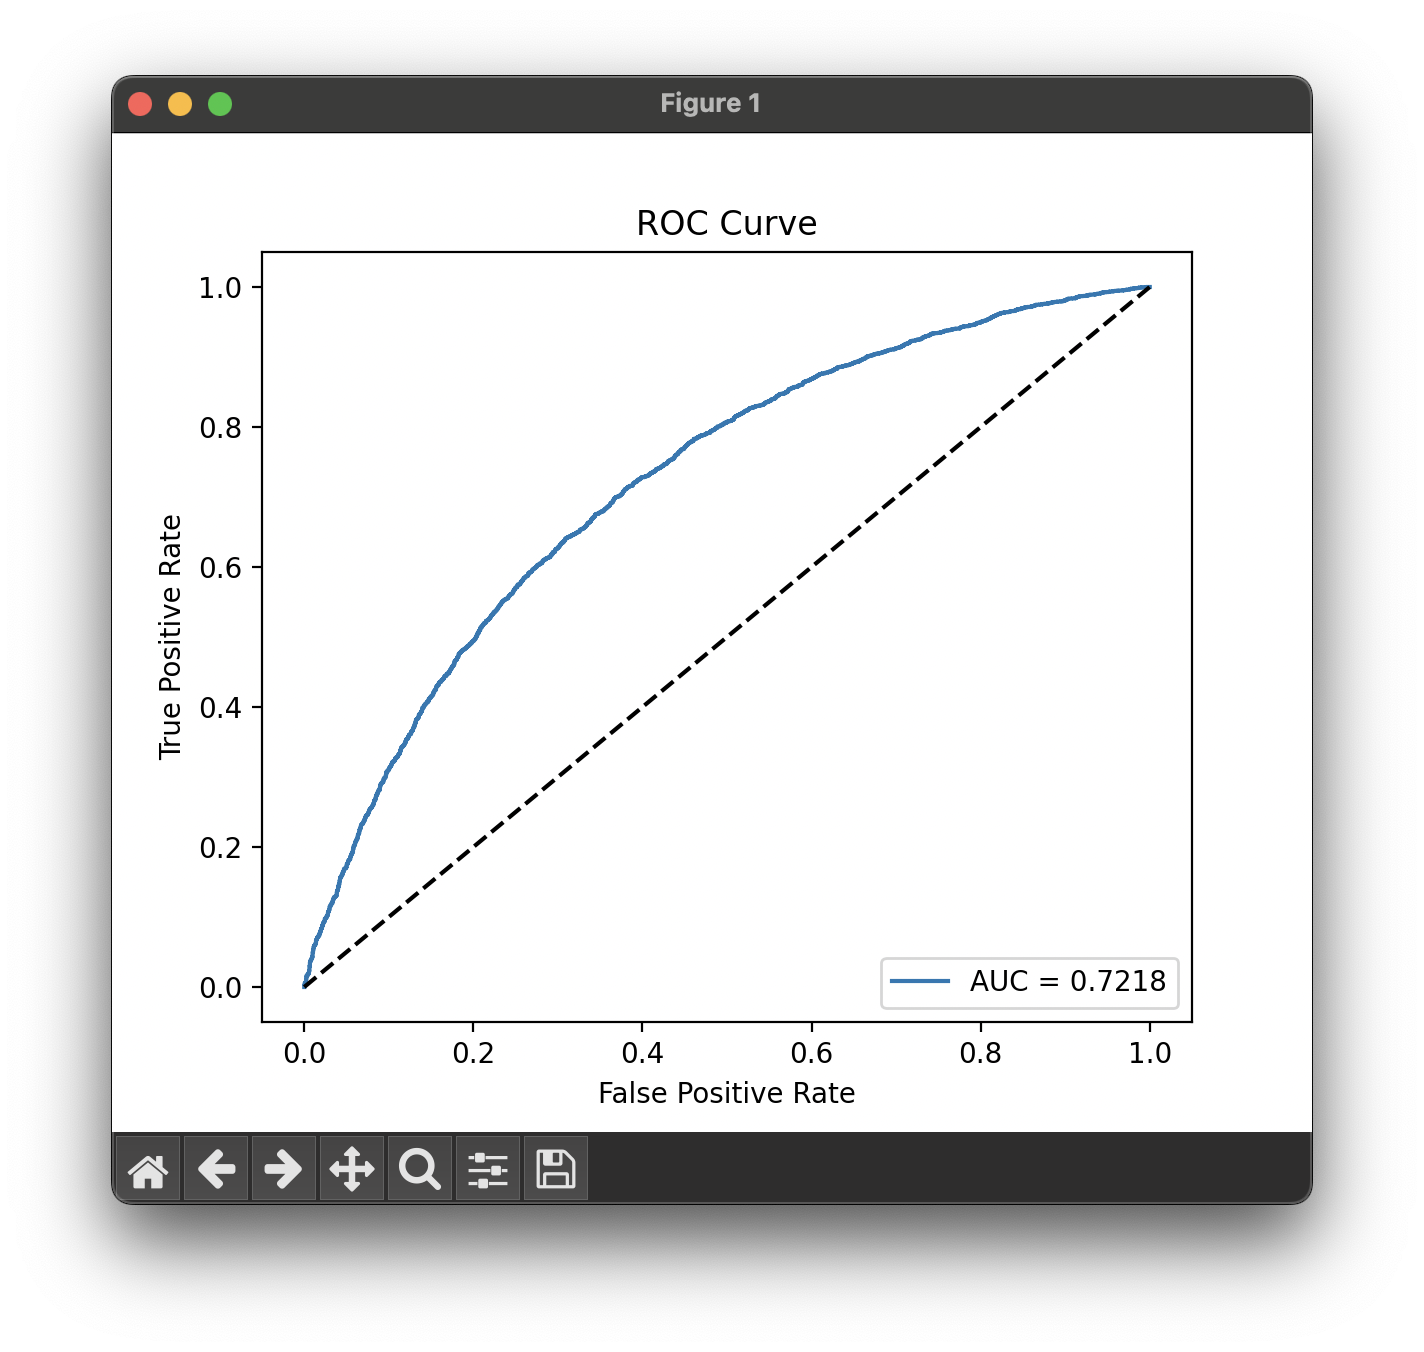 Figure 1
ROC Curve
1.0
0.8
0.6
0.4
0.2
0.0
True Positive Rate
AUC = 0.7218
0.0 0.2 0.4 0.6 0.8 1.0
False Positive Rate